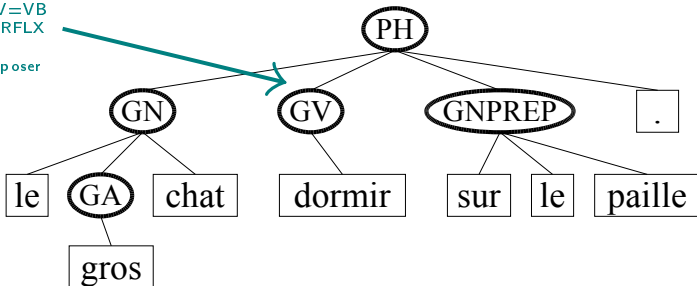 V=VB
RFLX
poser
PH
GN GV GNPREP .
le GA chat dormir sur le paille
gros